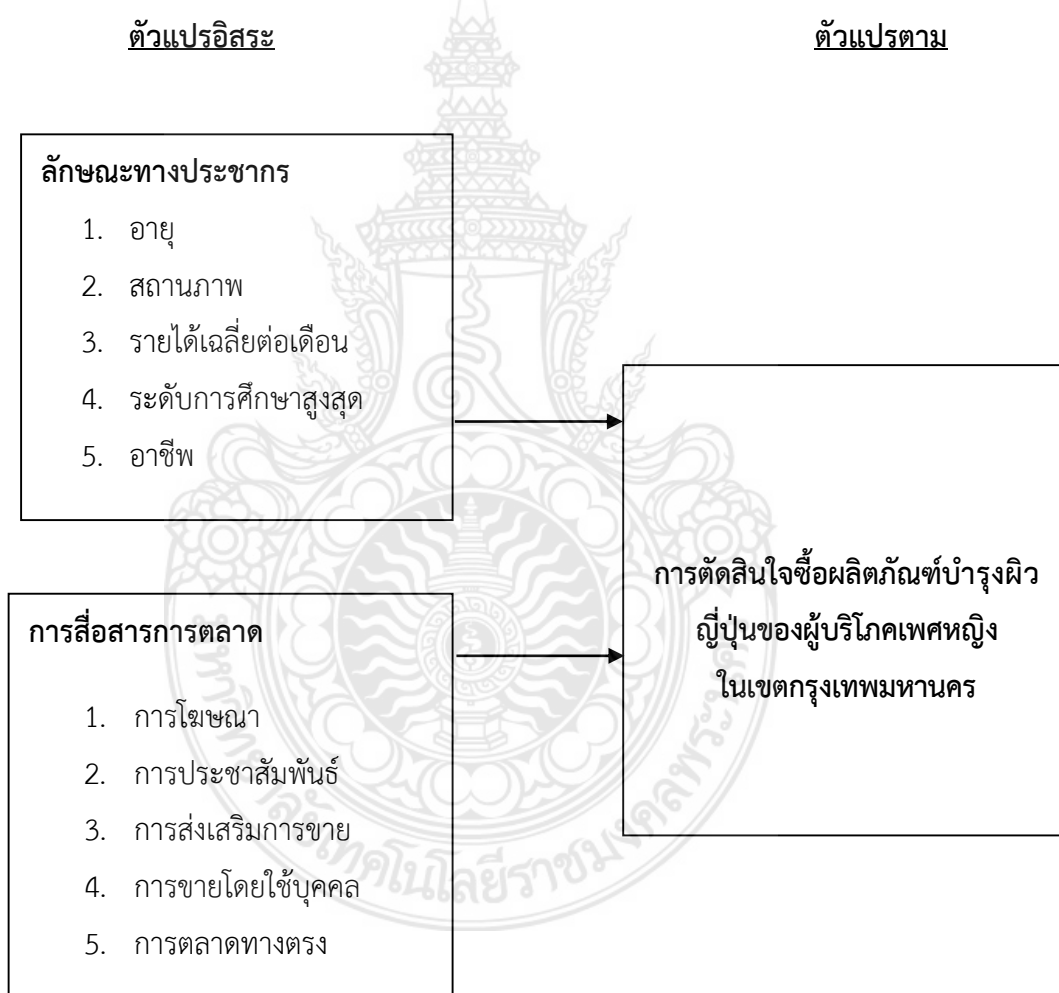 ตัวแปรอิสระ
ตัวแปรตาม
ลักษณะทางประชากร
1. อายุ
2. สถานภาพ
3. รายได้เฉลี่ยต่อเดือน
4. ระดับการศึกษาสูงสุด
5. อาชีพ
การสื่อสารการตลาด
1. การโฆษณา
2. การประชาสัมพันธ์
3. การส่งเสริมการขาย
4. การขายโดยใช้บุคคล
5. การตลาดทางตรง
การตัดสินใจซื้อผลิตภัณฑ์บำรุงผิว
ญี่ปุ่นของผู้บริโภคเพศหญิง
ในเขตกรุงเทพมหานคร